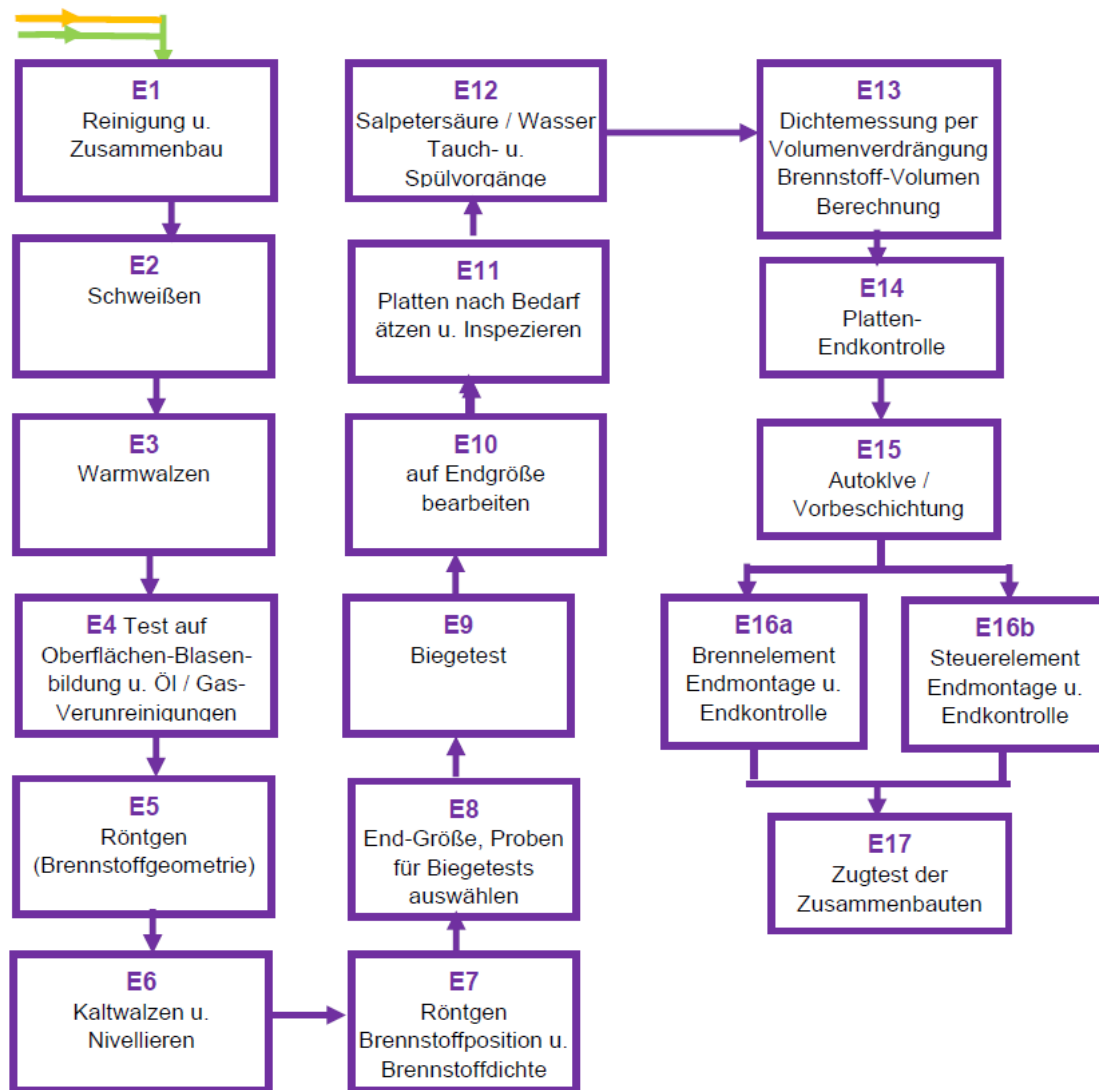 E1
Reinigung u.
Zusammenbau
E2
Schweißen
E3
Warmwalzen
E4 Test auf
Oberflächen-Blasen-
bildung u. Öl / Gas-
Verunreinigungen
E5
Röntgen
(Brennstoffgeometrie)
E6
Kaltwalzen u.
Nivellieren
E7
Röntgen
Brennstoffposition u.
Brennstoffdichte
E8
End-Größe, Proben
für Biegetests
auswählen
E9
Biegetest
E10
auf Endgröße
bearbeiten
E11
Platten nach Bedarf
ätzen u. Inspezieren
E12
Salpetersäure / Wasser
Tauch- u.
Spülvorgänge
E13
Dichtemessung per
Volumenverdrängung
Brennstoff-Volumen
Berechnung
E14
Platten-
Endkontrolle
E15
Autoklve /
Vorbeschichtung
E16a
Brennelement
Endmontage u.
Endkontrolle
E16b
Steuerelement
Endmontage u.
Endkontrolle
E17
Zugtest der
Zusammenbauten